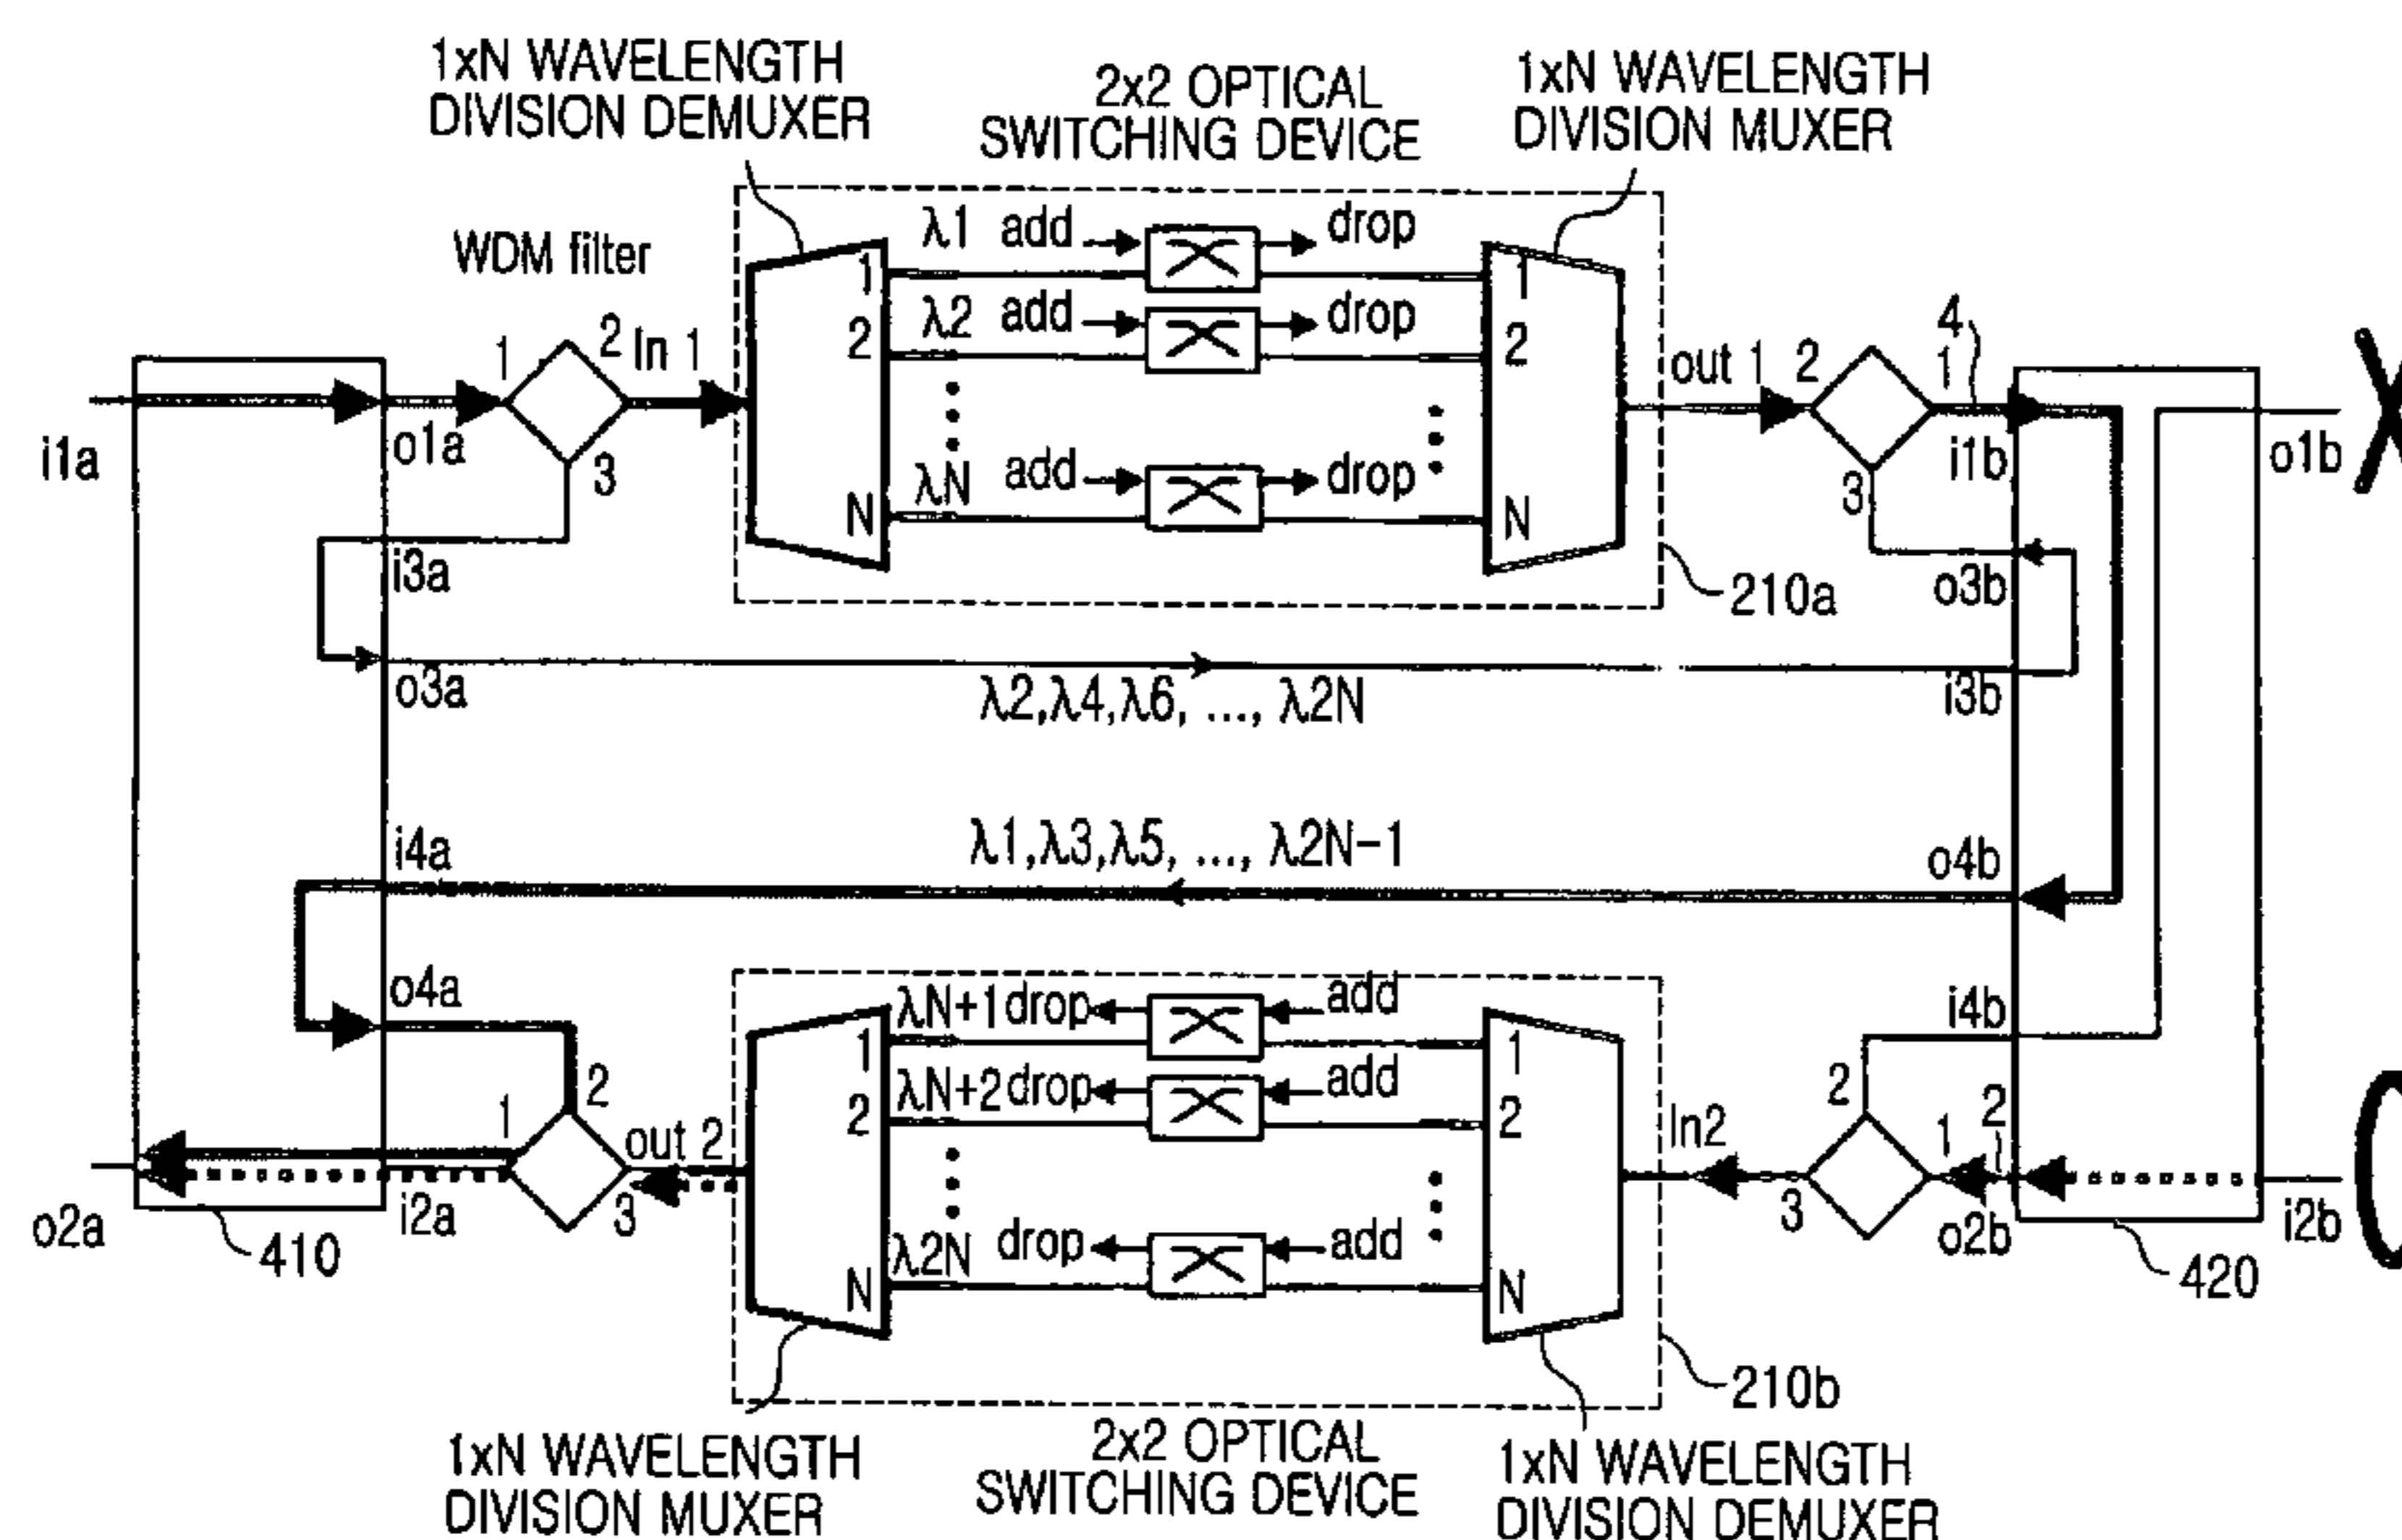 1xN WAVELENGTH
DIVISION DEMUXER
2x2 OPTICAL
SWITCHING DEVICE
1xN WAVELENGTH
DIVISION MUXER
WDM filter
λ1 add drop
1 1
λ2 add drop
2 2
λN add drop
N N
1 2 In 1
3
out 1 2 1 4
3
i1a
o1a
i1b
o1b
X
i3a
o3b
210a
o3a
λ2,λ4,λ6, ..., λ2N
i3b
i4a
λ1,λ3,λ5, ..., λ2N-1
o4b
o4a
λN+1 drop add
1 1
i4b
λN+2 drop add
2 2
1 2
out 2
3
In2
2
1 2
3
o2a
i2a
o2b
i2b
410
λ2N drop add
N N
420
210b
1xN WAVELENGTH
DIVISION MUXER
2x2 OPTICAL
SWITCHING DEVICE
1xN WAVELENGTH
DIVISION DEMUXER